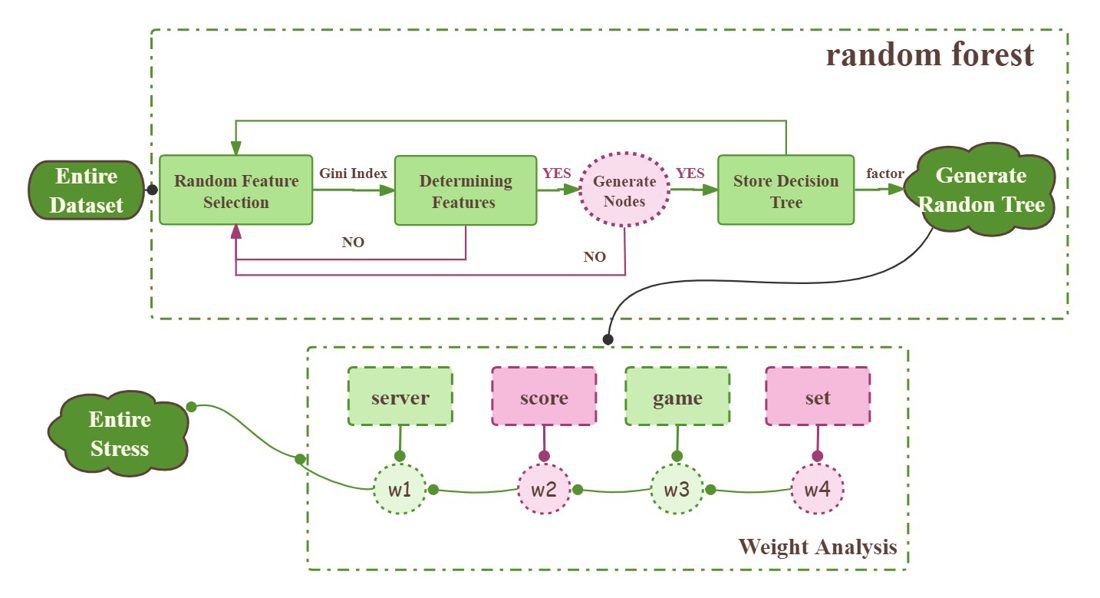 random forest
Entire
Dataset
Random Feature
Selection
Gini Index
Determining
Features
YES
Generate
Nodes
YES
Store Decision
Tree
factor
Generate
Randon Tree
NO
NO
server
score
game
set
Entire
Stress
w1
w2
w3
w4
Weight Analysis